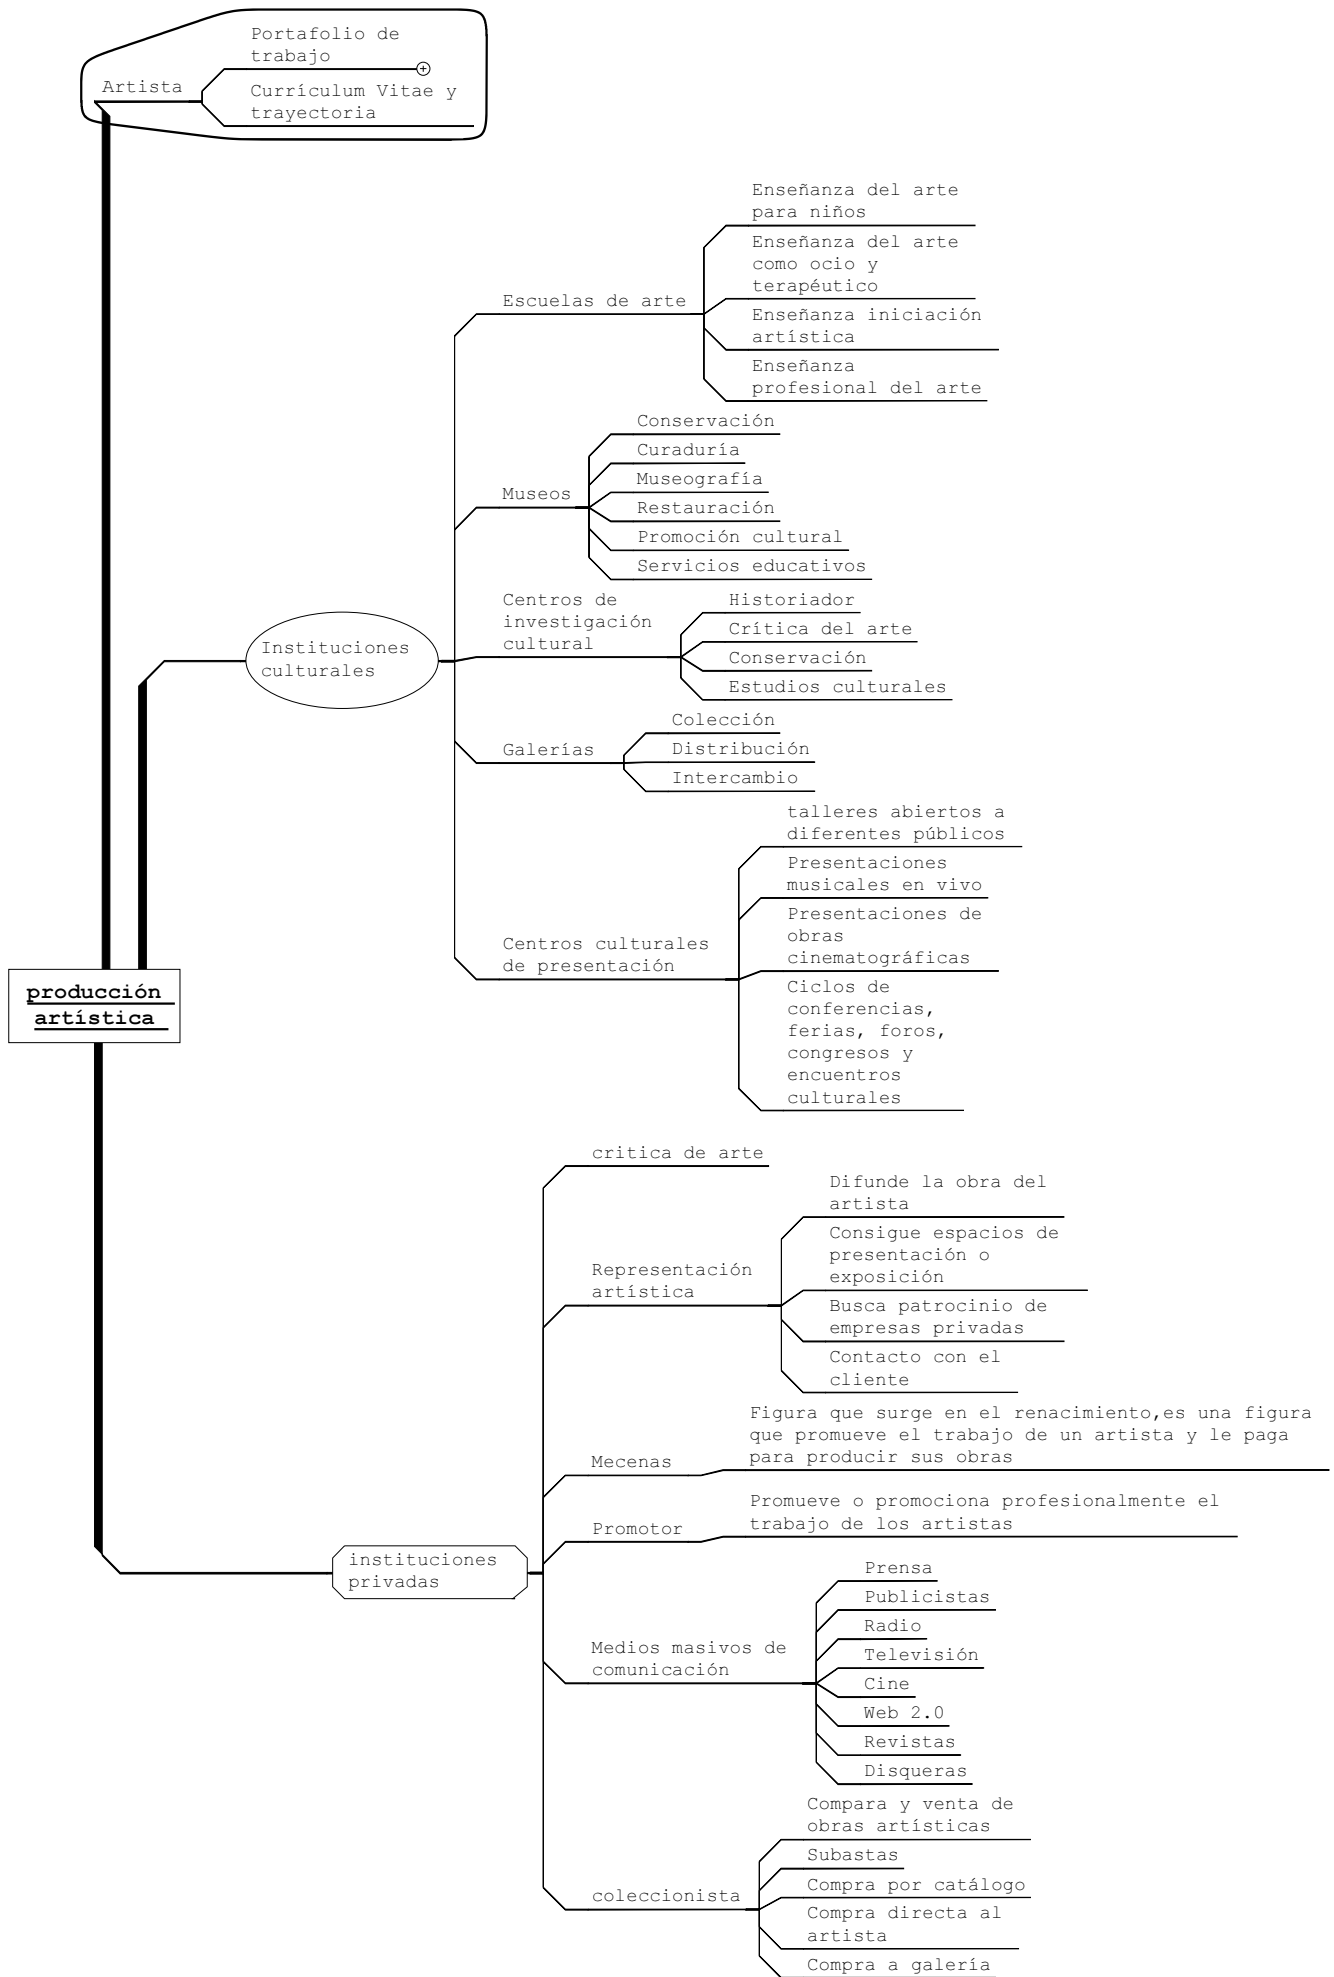 Portafolio de
trabajo
Artista
Currículum Vitae y
trayectoria
Enseñanza del arte
para niños
Enseñanza del arte
como ocio y
terapéutico
Escuelas de arte
Enseñanza iniciación
artística
Enseñanza
profesional del arte
Conservación
Curaduría
Museografía
Museos
Restauración
Promoción cultural
Servicios educativos
Centros de
investigación
cultural
Historiador
Crítica del arte
Conservación
Estudios culturales
Instituciones
culturales
Colección
Galerías
Distribución
Intercambio
talleres abiertos a
diferentes públicos
Presentaciones
musicales en vivo
Presentaciones de
obras
cinematográficas
Centros culturales
de presentación
Ciclos de
conferencias,
ferias, foros,
congresos y
encuentros
culturales
producción
artística
critica de arte
Difunde la obra del
artista
Consigue espacios de
presentación o
exposición
Representación
artística
Busca patrocinio de
empresas privadas
Contacto con el
cliente
Figura que surge en el renacimiento,es una figura
que promueve el trabajo de un artista y le paga
para producir sus obras
Mecenas
Promueve o promociona profesionalmente el
trabajo de los artistas
Promotor
instituciones
privadas
Prensa
Publicistas
Radio
Televisión
Medios masivos de
comunicación
Cine
Web 2.0
Revistas
Disqueras
Compara y venta de
obras artísticas
Subastas
Compra por catálogo
coleccionista
Compra directa al
artista
Compra a galería